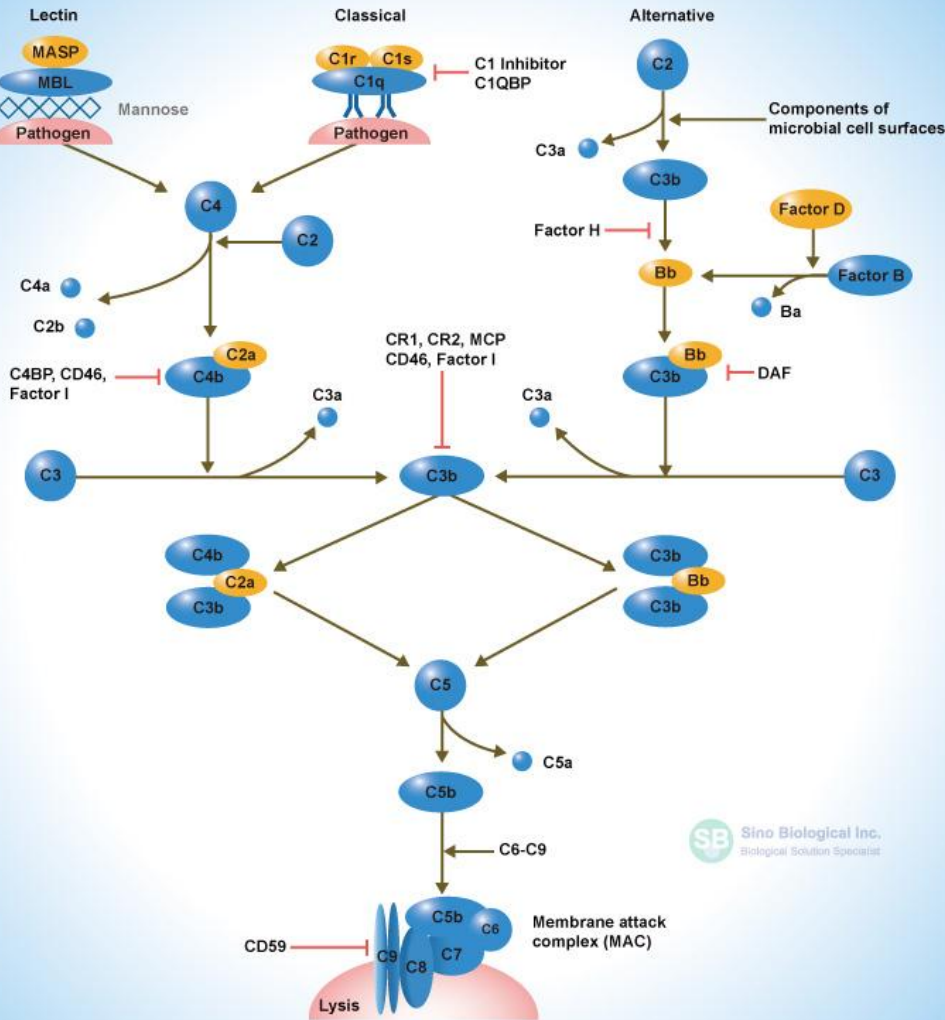 Lectin
Classical
Alternative
MASP
MBL
Mannose
Pathogen
C1r
C1s
C1q
Pathogen
C1 Inhibitor
C1QBP
C2
Components of
microbial cell surfaces
C3a
C3b
Factor H
Factor D
Bb
Factor B
Ba
C4
C2
C4a
C2b
C2a
C4b
C4BP, CD46,
Factor I
CR1, CR2, MCP
CD46, Factor I
Bb
C3b
DAF
C3a
C3a
C3
C3b
C3
C4b
C2a
C3b
C3b
Bb
C3b
C5
C5a
C5b
SB
Sino Biological Inc.
Biological Solution Specialist
C6-C9
C5b
C6
C7
C8
C9
Membrane attack
complex (MAC)
CD59
Lysis